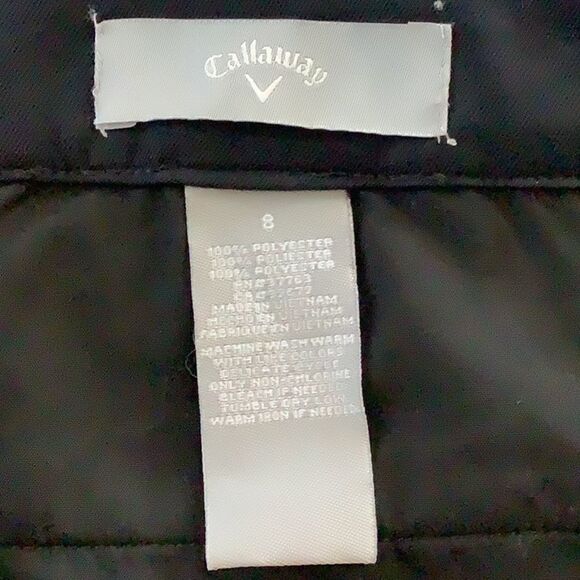 Callaway
8
100% POLYESTER
100% POLYESTER
100% POLYESTER
RN#37763
MADE IN VIETNAM
HECHO EN VIETNAM
FABRIQUE EN VIETNAM
MACHINE WASH WARM
WITH LIKE COLORS
DELICATE CYCLE
ONLY NON-CHLORINE
BLEACH IF NEEDED
TUMBLE DRY LOW
WARM IRON IF NEEDED